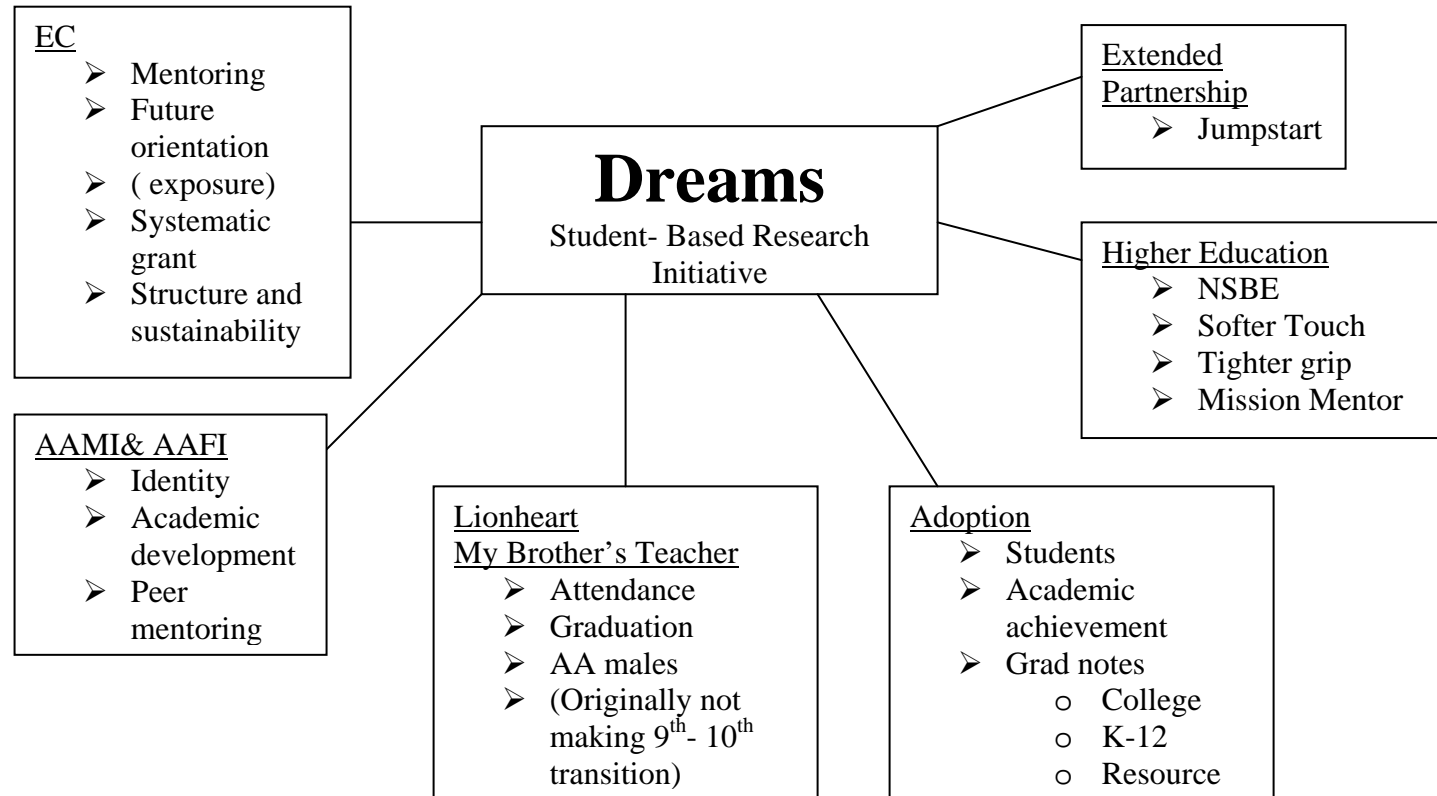 EC
➢ Mentoring
➢ Future
orientation
➢ ( exposure)
➢ Systematic
grant
➢ Structure and
sustainability
Dreams
Student- Based Research
Initiative
Extended
Partnership
➢ Jumpstart
Higher Education
➢ NSBE
➢ Softer Touch
➢ Tighter grip
➢ Mission Mentor
AAMI& AAFI
➢ Identity
➢ Academic
development
➢ Peer
mentoring
Lionheart
My Brother’s Teacher
➢ Attendance
➢ Graduation
➢ AA males
➢ (Originally not
making 9th- 10th
transition)
Adoption
➢ Students
➢ Academic
achievement
➢ Grad notes
o College
o K-12
o Resource